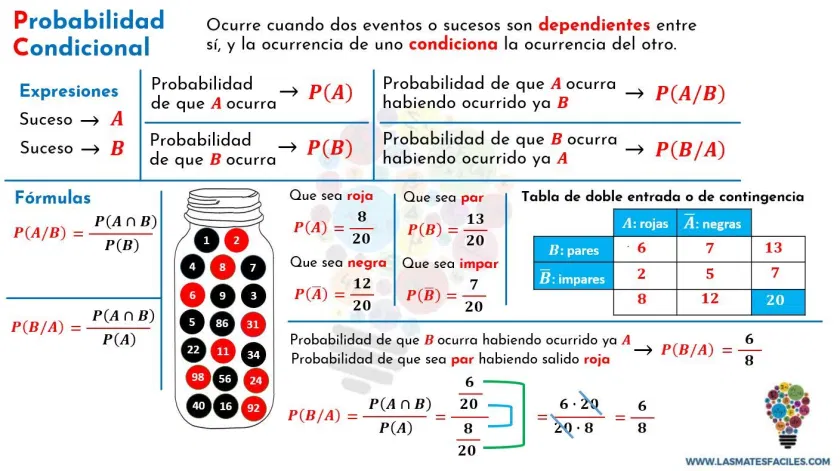 Probabilidad
Condicional
Ocurre cuando dos eventos o sucesos son dependientes entre
sí, y la ocurrencia de uno condiciona la ocurrencia del otro.
Expresiones
Suceso → A
Suceso → B
Probabilidad
de que A ocurra → P(A)
Probabilidad
de que B ocurra → P(B)
Probabilidad de que A ocurra
habiendo ocurrido ya B → P(A/B)
Probabilidad de que B ocurra
habiendo ocurrido ya A → P(B/A)
Fórmulas
P(A/B) = P(A ∩ B) / P(B)
P(B/A) = P(A ∩ B) / P(A)
1 2
4 8 7
6 9 3
5 86 31
22 11 34
98 56 24
40 16 92
Que sea roja
P(A) = 8/20
Que sea par
P(B) = 13/20
Que sea negra
P(A̅) = 12/20
Que sea impar
P(B̅) = 7/20
Tabla de doble entrada o de contingencia
A: rojas A̅: negras
B: pares 6 7 13
B̅: impares 2 5 7
8 12 20
Probabilidad de que B ocurra habiendo ocurrido ya A
Probabilidad de que sea par habiendo salido roja → P(B/A) = 6/8
P(B/A) = P(A ∩ B) / P(A) = 6/20 / 8/20 = 6 · 20 / 20 · 8 = 6/8
WWW.LASMATESFACILES.COM